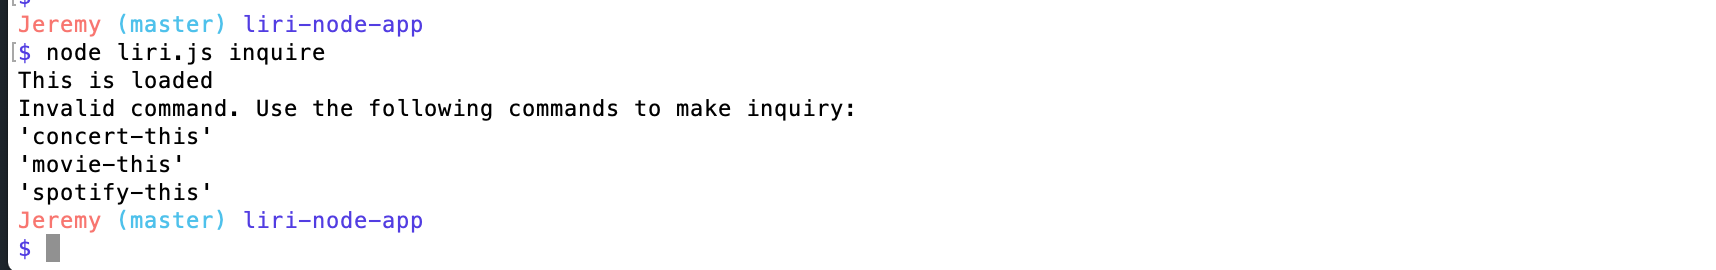 [$
Jeremy (master) liri-node-app
[$ node liri.js inquire
This is loaded
Invalid command. Use the following commands to make inquiry:
'concert-this'
'movie-this'
'spotify-this'
Jeremy (master) liri-node-app
$